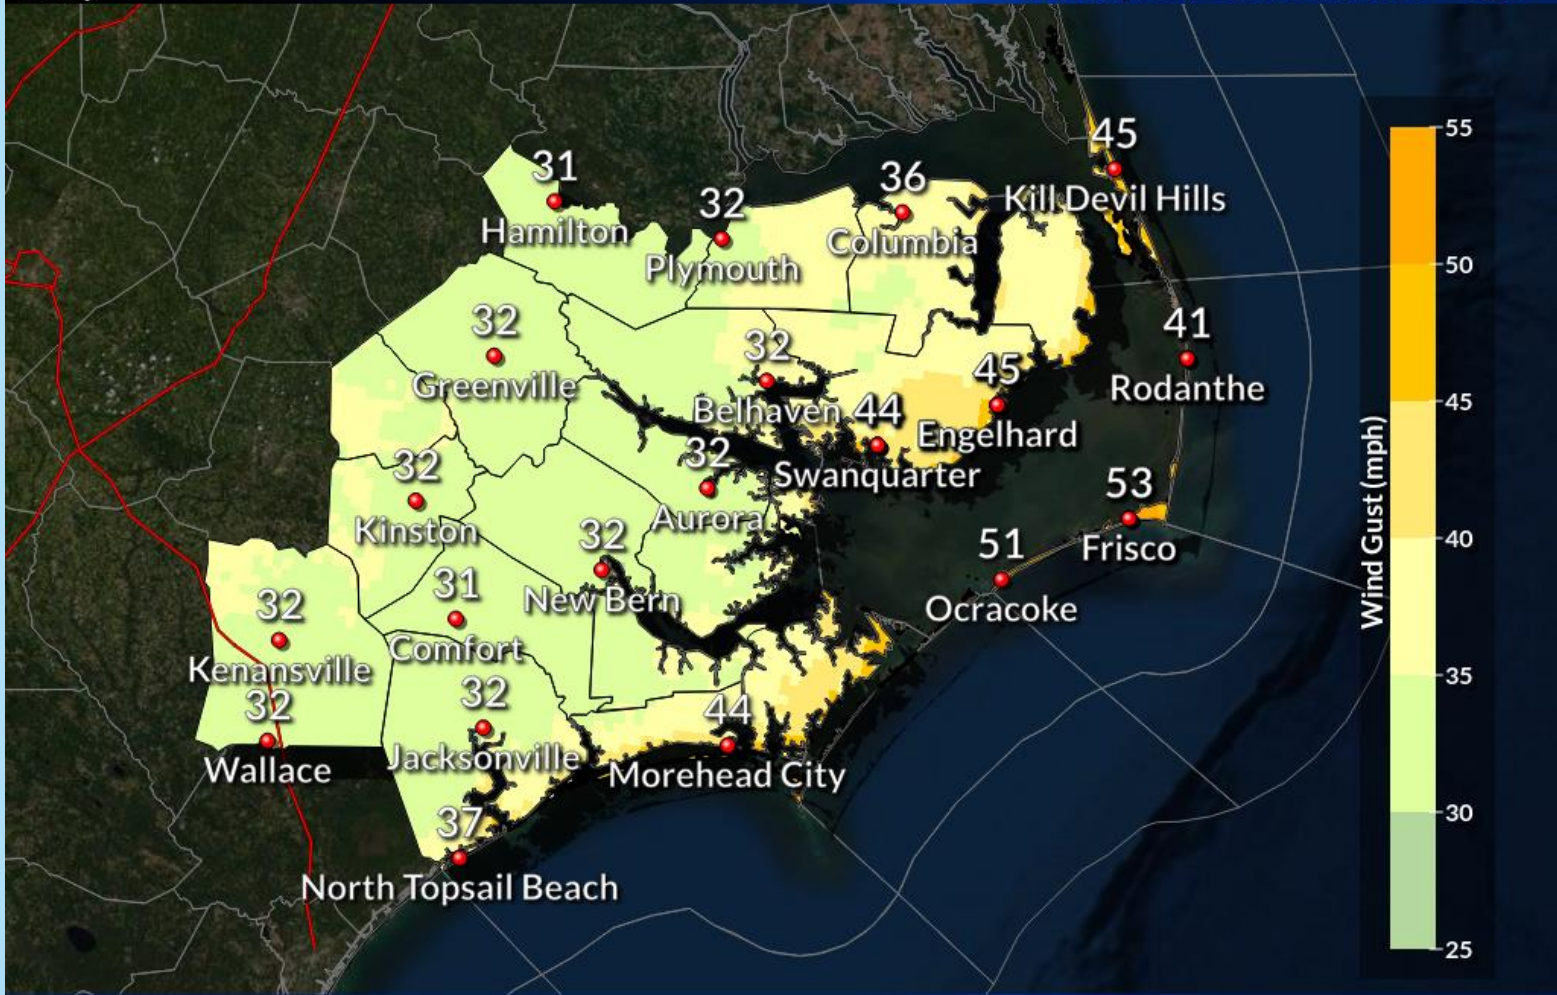 45
Kill Devil Hills
31
Hamilton
32
Plymouth
36
Columbia
32
Greenville
41
Rodanthe
32
Belhaven
45
Engelhard
44
Swanquarter
32
Aurora
32
Kinston
53
Frisco
51
Ocracoke
32
New Bern
31
Comfort
32
Kenansville
32
Wallace
32
Jacksonville
44
Morehead City
37
North Topsail Beach
Wind Gust (mph)
55
50
45
40
35
30
25